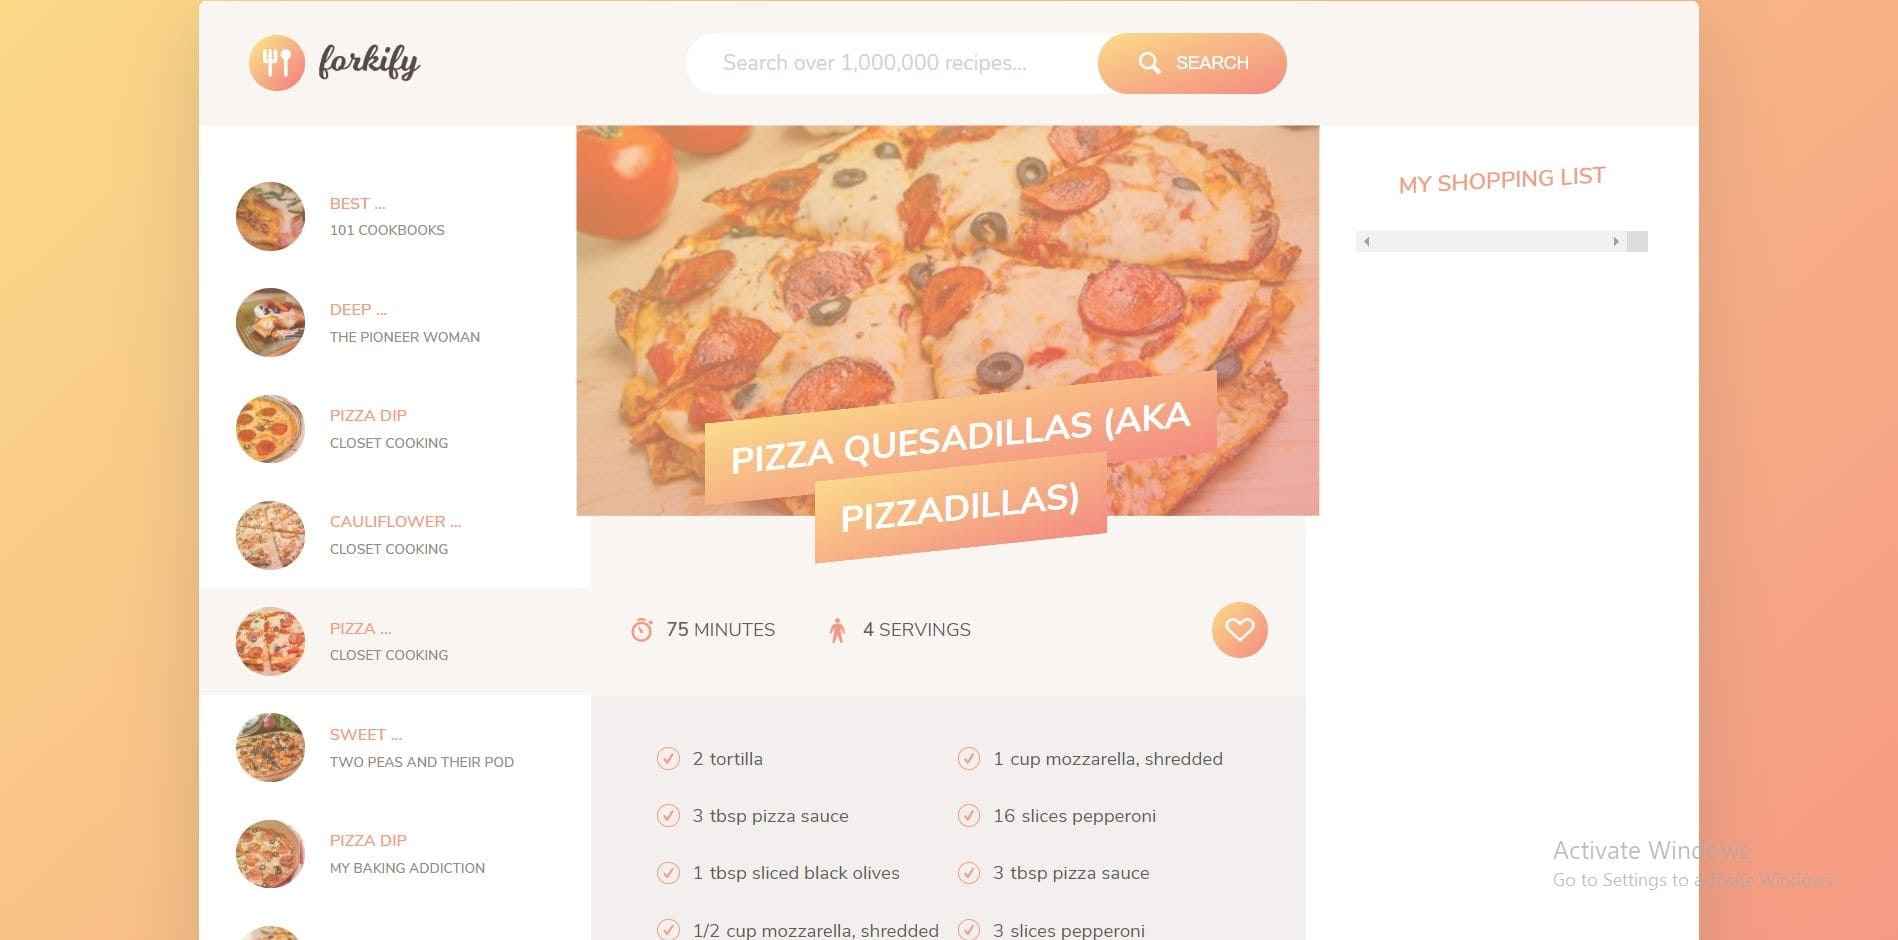 forkify
Search over 1,000,000 recipes...
SEARCH
BEST ...
101 COOKBOOKS
DEEP ...
THE PIONEER WOMAN
PIZZA DIP
CLOSET COOKING
CAULIFLOWER ...
CLOSET COOKING
PIZZA ...
CLOSET COOKING
SWEET ...
TWO PEAS AND THEIR POD
PIZZA DIP
MY BAKING ADDICTION
PIZZA QUESADILLAS (AKA
PIZZADILLAS)
75 MINUTES
4 SERVINGS
2 tortilla
1 cup mozzarella, shredded
3 tbsp pizza sauce
16 slices pepperoni
1 tbsp sliced black olives
3 tbsp pizza sauce
1/2 cup mozzarella, shredded
3 slices pepperoni
MY SHOPPING LIST
Activate Windows
Go to Settings to activate Windows.